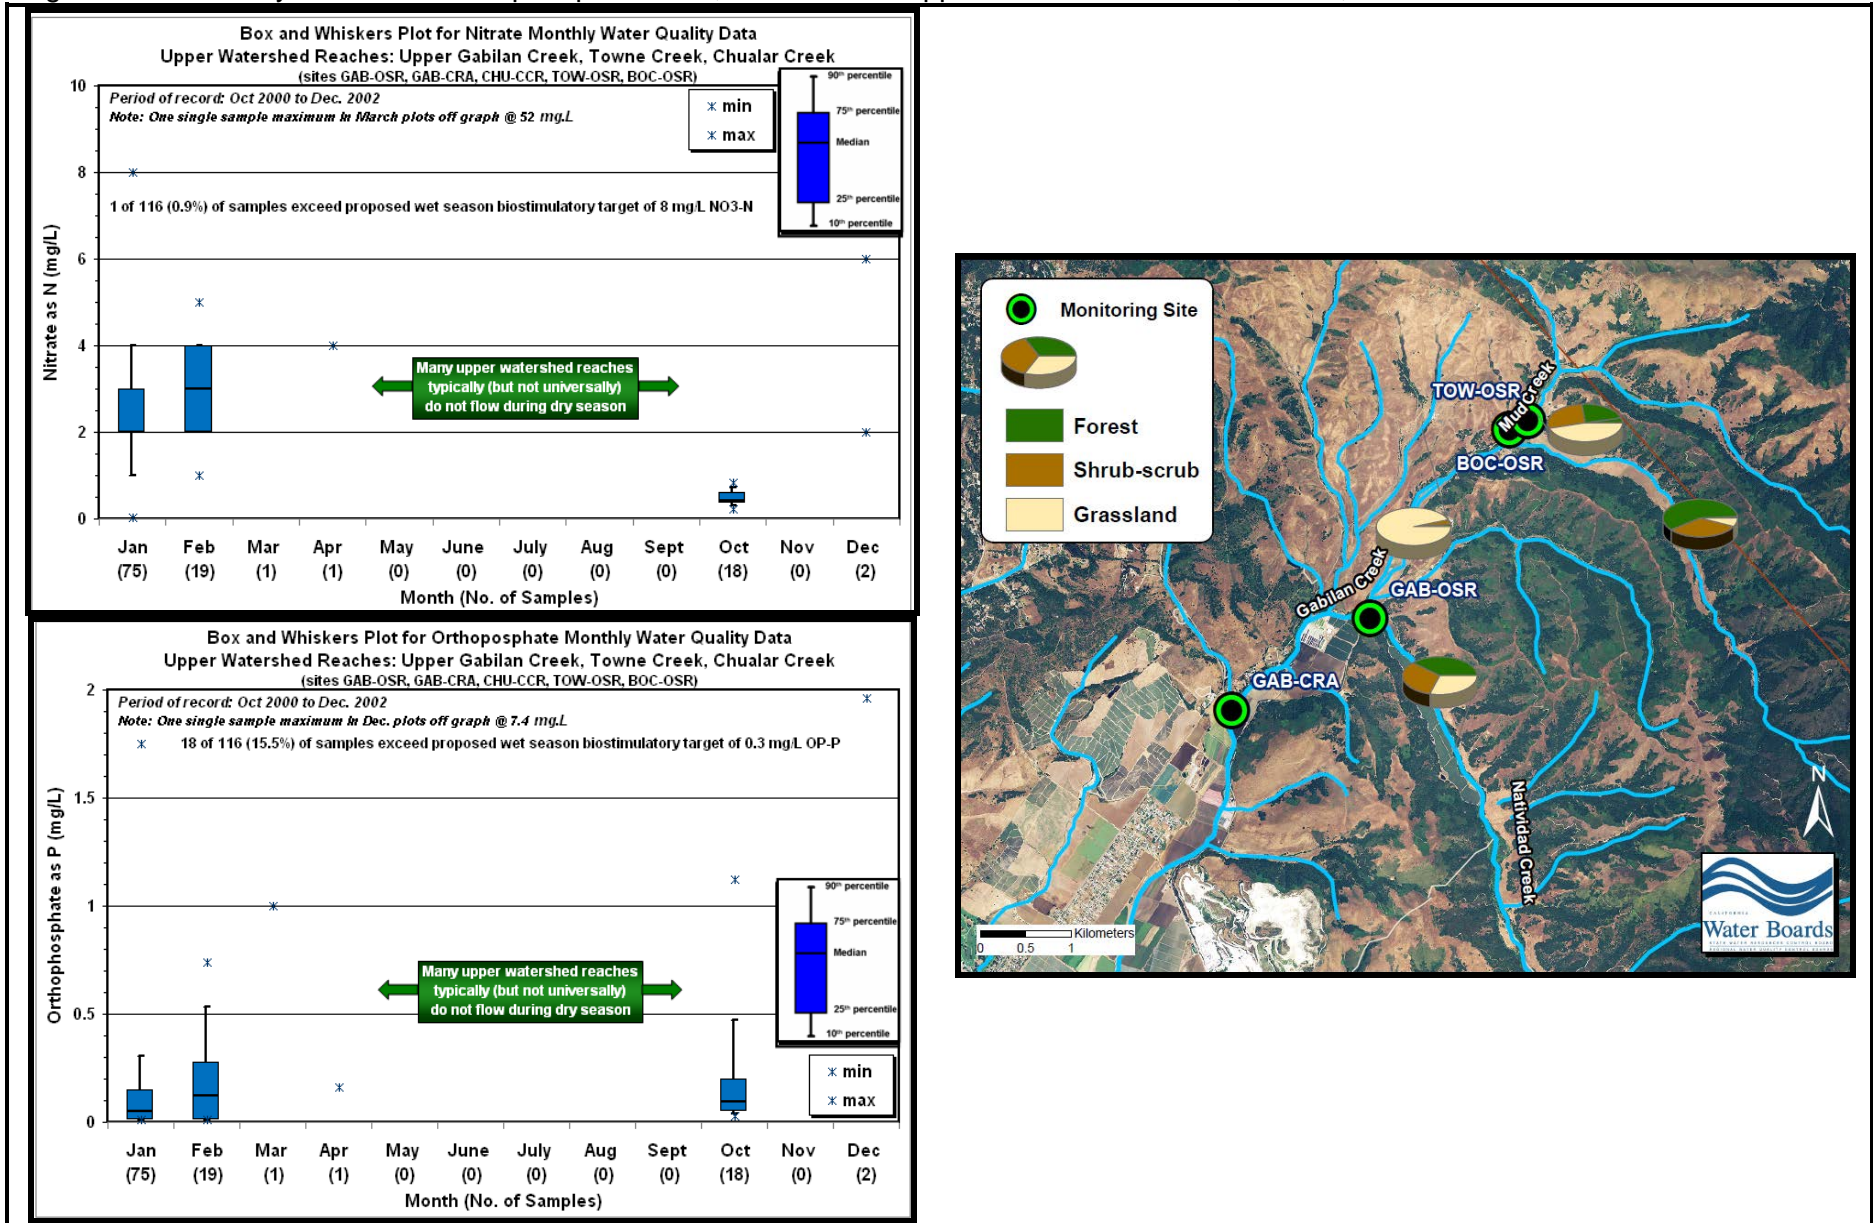 Box and Whiskers Plot for Nitrate Monthly Water Quality Data
Upper Watershed Reaches: Upper Gabilan Creek, Towne Creek, Chualar Creek
(sites GAB-OSR, GAB-CRA, CHU-CCR, TOW-OSR, BOC-OSR)
Period of record: Oct 2000 to Dec. 2002
Note: One single sample maximum in March plots off graph @ 52 mg.L
min
max
90th percentile
75th percentile
Median
25th percentile
10th percentile
1 of 116 (0.9%) of samples exceed proposed wet season biostimulatory target of 8 mg/L NO3-N
Nitrate as N (mg/L)
10
8
6
4
2
0
Many upper watershed reaches
typically (but not universally)
do not flow during dry season
Jan Feb Mar Apr May June July Aug Sept Oct Nov Dec
(75) (19) (1) (1) (0) (0) (0) (0) (0) (18) (0) (2)
Month (No. of Samples)
Box and Whiskers Plot for Orthoposphate Monthly Water Quality Data
Upper Watershed Reaches: Upper Gabilan Creek, Towne Creek, Chualar Creek
(sites GAB-OSR, GAB-CRA, CHU-CCR, TOW-OSR, BOC-OSR)
Period of record: Oct 2000 to Dec. 2002
Note: One single sample maximum in Dec. plots off graph @ 7.4 mg.L
18 of 116 (15.5%) of samples exceed proposed wet season biostimulatory target of 0.3 mg/L OP-P
Orthophosphate as P (mg/L)
2
1.5
1
0.5
0
Many upper watershed reaches
typically (but not universally)
do not flow during dry season
90th percentile
75th percentile
Median
25th percentile
10th percentile
min
max
Jan Feb Mar Apr May June July Aug Sept Oct Nov Dec
(75) (19) (1) (1) (0) (0) (0) (0) (0) (18) (0) (2)
Month (No. of Samples)
Monitoring Site
Forest
Shrub-scrub
Grassland
TOW-OSR
Mud Creek
BOC-OSR
Gabilan Creek
GAB-OSR
GAB-CRA
Natividad Creek
N
Kilometers
0 0.5 1
CALIFORNIA
Water Boards
STATE WATER RESOURCES CONTROL BOARD
REGIONAL WATER QUALITY CONTROL BOARDS